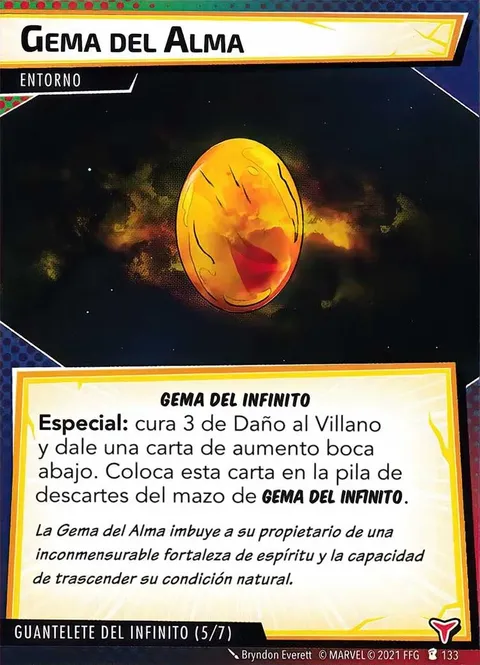 GEMA DEL ALMA
ENTORNO
GEMA DEL INFINITO
Especial: cura 3 de Daño al Villano
y dale una carta de aumento boca
abajo. Coloca esta carta en la pila de
descartes del mazo de GEMA DEL INFINITO.
La Gema del Alma imbuye a su propietario de una
inconmensurable fortaleza de espíritu y la capacidad
de trascender su condición natural.
GUANTELETE DEL INFINITO (5/7)
Bryndon Everett © MARVEL © 2021 FFG 133